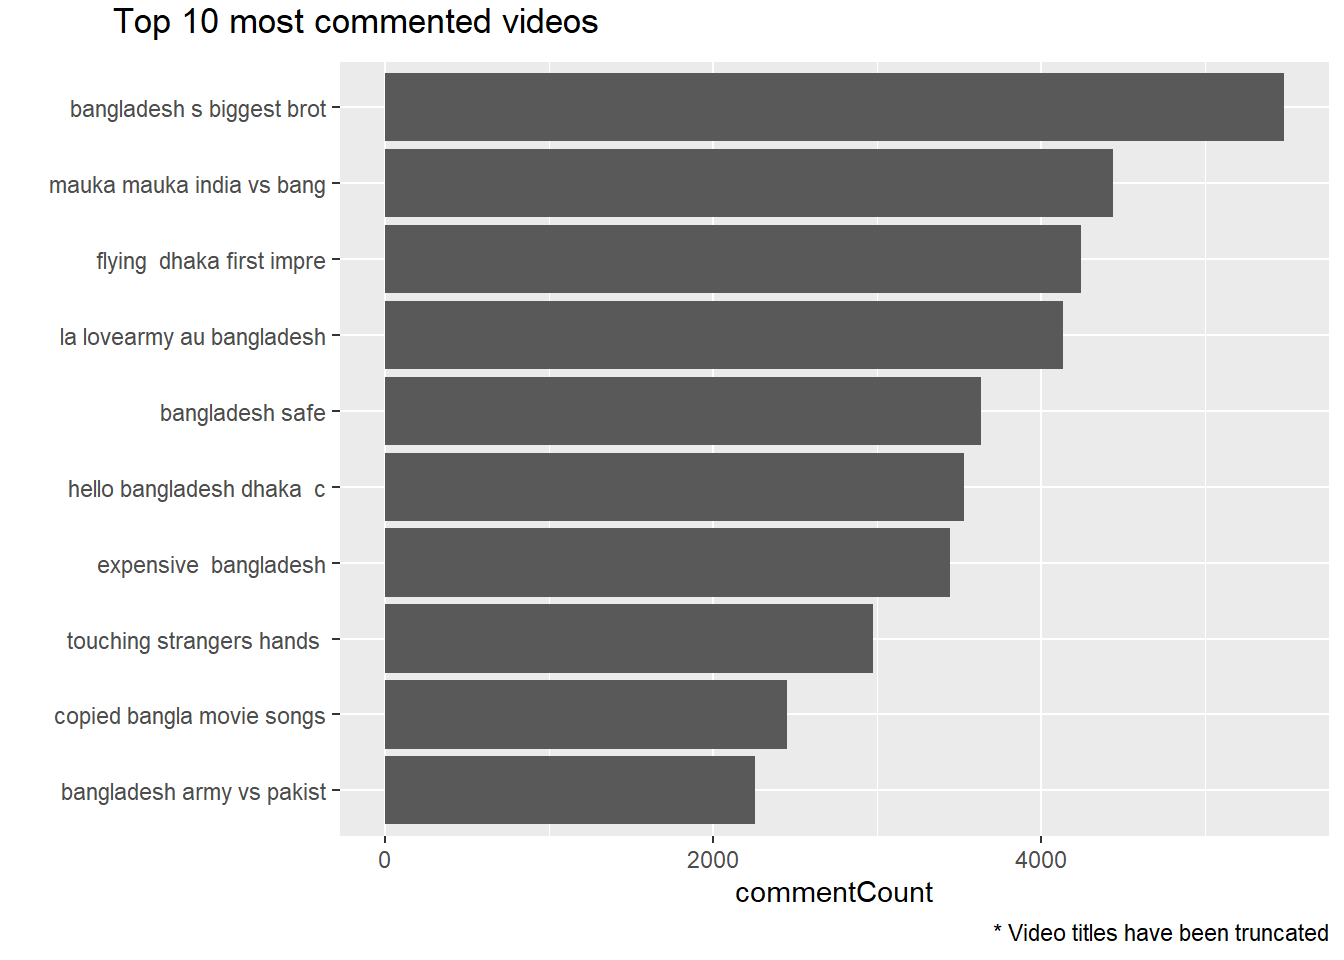 Top 10 most commented videos
bangladesh s biggest brot
mauka mauka india vs bang
flying  dhaka first impre
la lovearmy au bangladesh
bangladesh safe
hello bangladesh dhaka  c
expensive  bangladesh
touching strangers hands
copied bangla movie songs
bangladesh army vs pakist
0 2000 4000
commentCount
* Video titles have been truncated